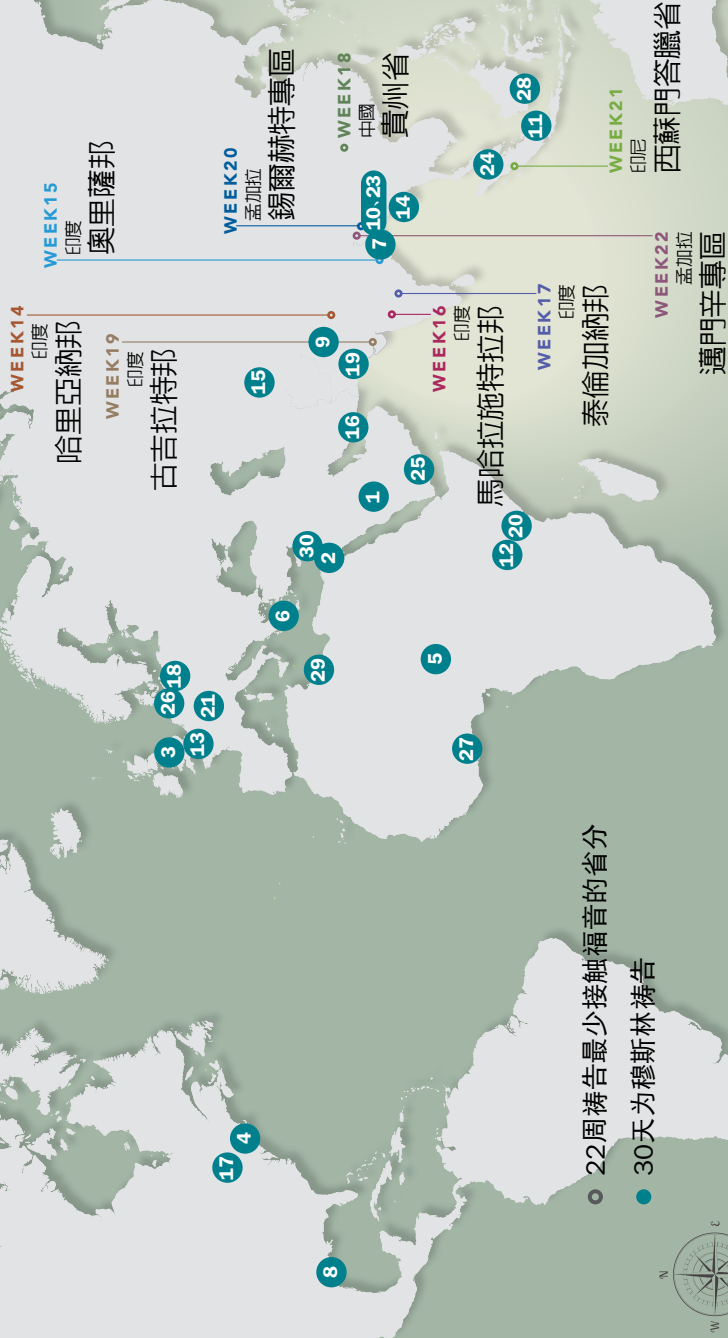 WEEK14
印度
哈里亞納邦
WEEK15
印度
奧里薩邦
WEEK19
印度
古吉拉特邦
WEEK20
孟加拉
錫爾赫特專區
WEEK18
中國
貴州省
WEEK16
印度
馬哈拉施特拉邦
WEEK17
印度
泰倫加納邦
WEEK21
印尼
西蘇門答臘省
WEEK22
孟加拉
邁門辛專區
3
26
18
13
21
17
4
15
6
30
2
29
8
9
19
16
1
7
10、23
14
25
5
27
12
20
24
11
28
22周祷告最少接触福音的省分
30天为穆斯林祷告
N
W
E